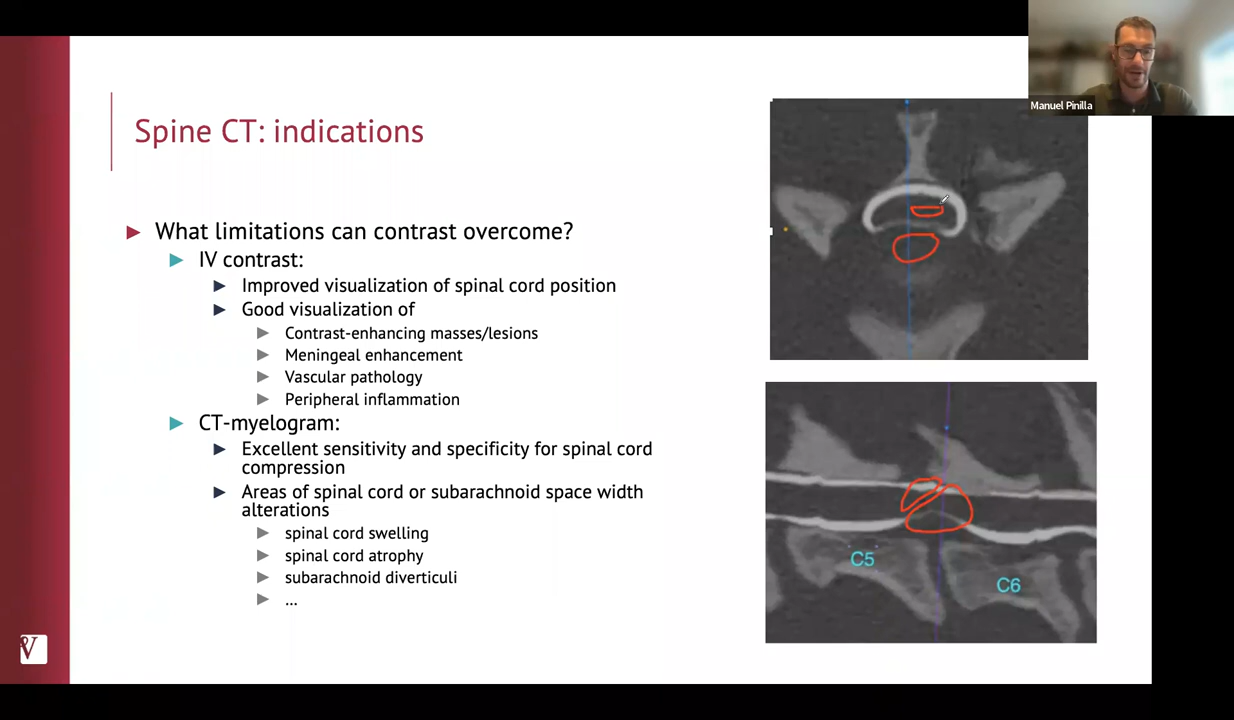 Manuel Pinilla
Spine CT: indications
What limitations can contrast overcome?
IV contrast:
Improved visualization of spinal cord position
Good visualization of
Contrast-enhancing masses/lesions
Meningeal enhancement
Vascular pathology
Peripheral inflammation
CT-myelogram:
Excellent sensitivity and specificity for spinal cord
compression
Areas of spinal cord or subarachnoid space width
alterations
spinal cord swelling
spinal cord atrophy
subarachnoid diverticuli
...
C5
C6
V